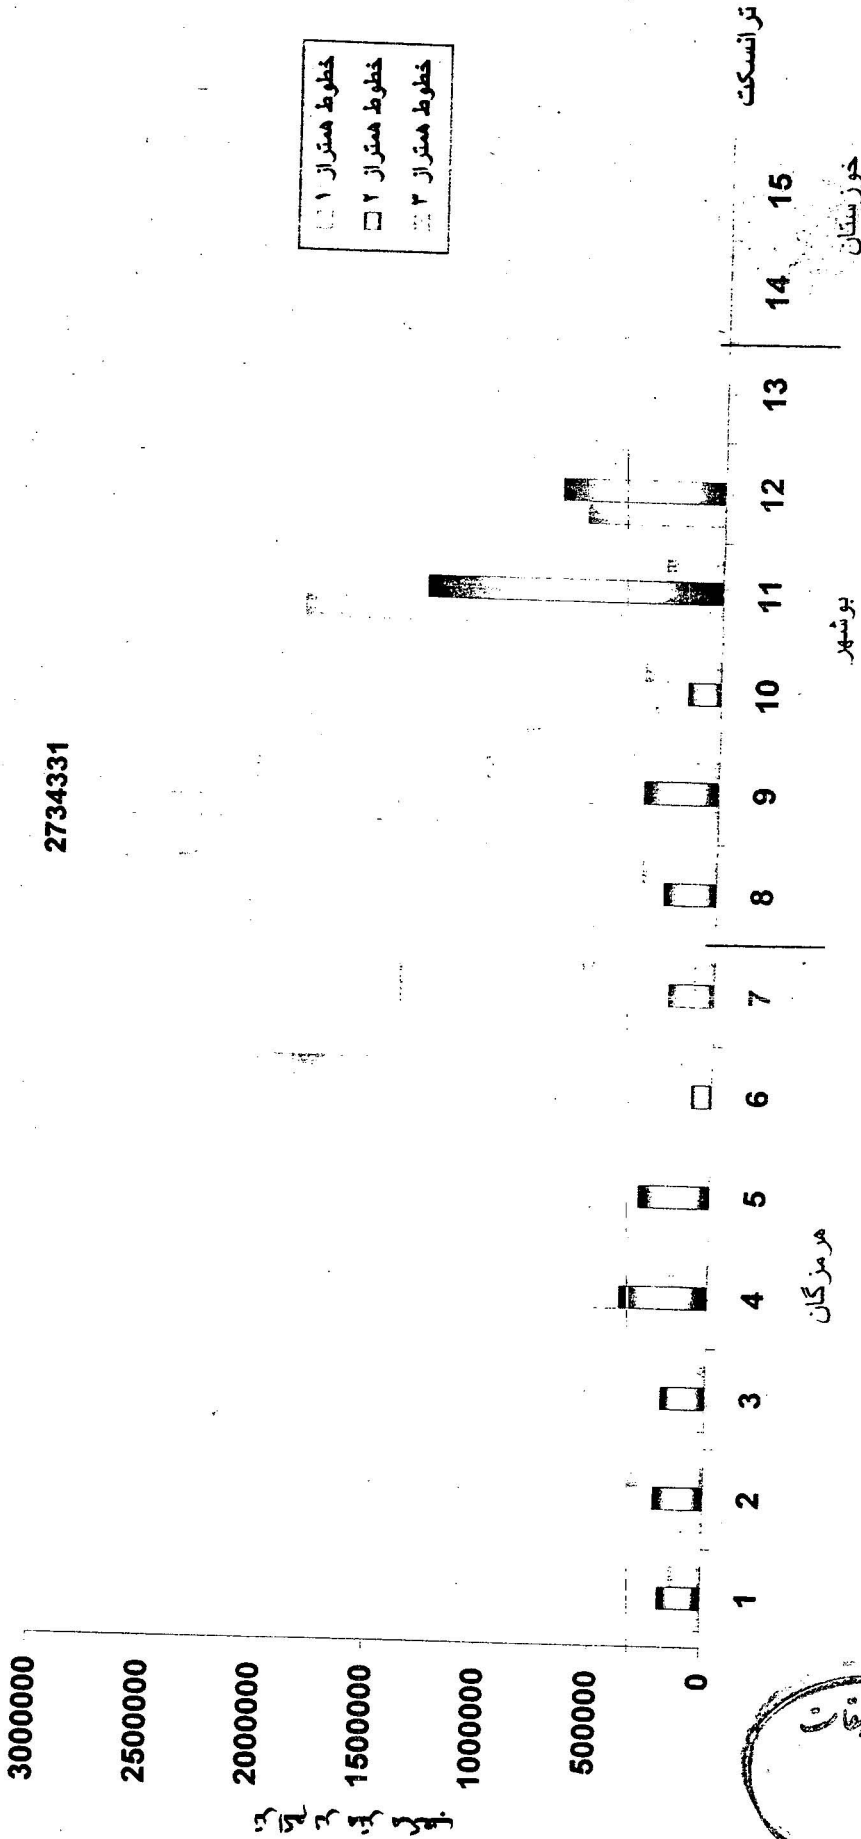 2734331
خطوط همتراز ۱
خطوط همتراز ۲
خطوط همتراز ۳
3000000
2500000
2000000
1500000
1000000
500000
0
1 2 3 4 5 6 7 8 9 10 11 12 13 14 15
ترانسکت
هرمزگان بوشهر خوزستان